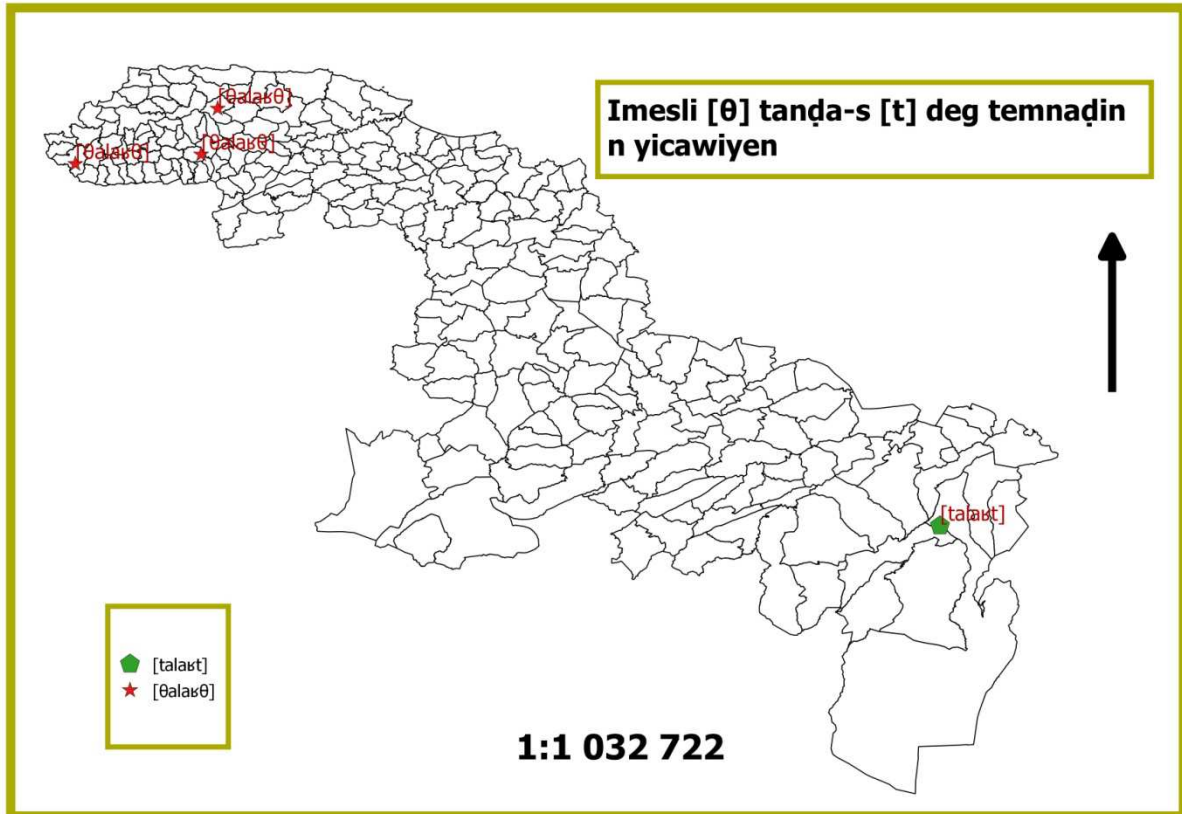 [θalaʁθ]
Imesli [θ] tanḍa-s [t] deg temnaḍin
n yicawiyen
[θalaʁθ]
[θalaʁθ]
[talaʁt]
[talaʁt]
[θalaʁθ]
1:1 032 722